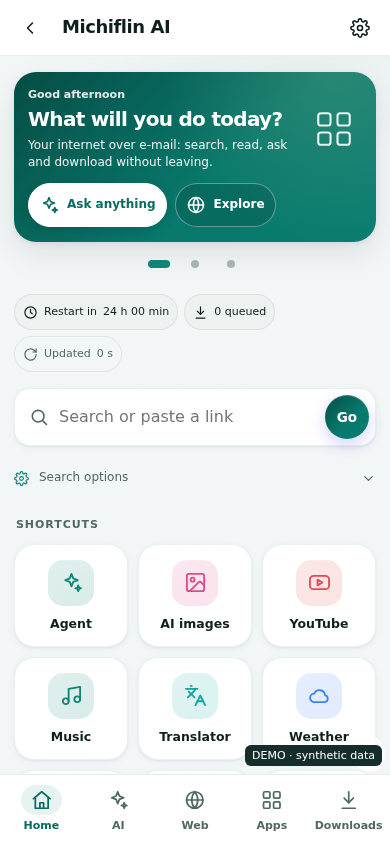 Michiflin AI
Good afternoon
What will you do today?
Your internet over e-mail: search, read, ask
and download without leaving.
Ask anything
Explore
Restart in 24 h 00 min
0 queued
Updated 0 s
Search or paste a link
Go
Search options
SHORTCUTS
Agent
AI images
YouTube
Music
Translator
Weather
DEMO · synthetic data
Home
AI
Web
Apps
Downloads